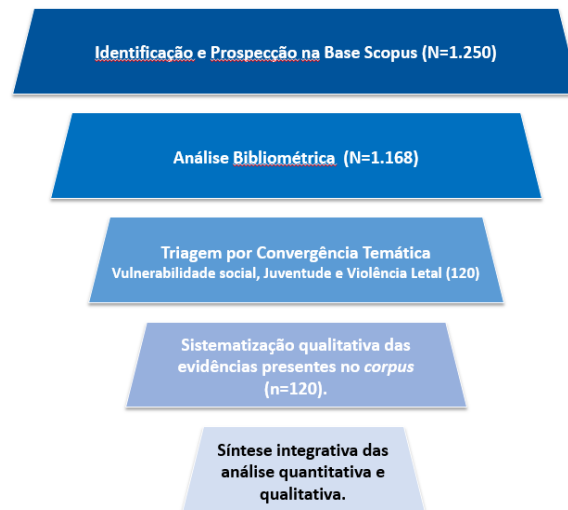 Identificação e Prospecção na Base Scopus (N=1.250)
Análise Bibliométrica (N=1.168)
Triagem por Convergência Temática
Vulnerabilidade social, Juventude e Violência Letal (120)
Sistematização qualitativa das
evidências presentes no corpus
(n=120).
Síntese integrativa das
análise quantitativa e
qualitativa.